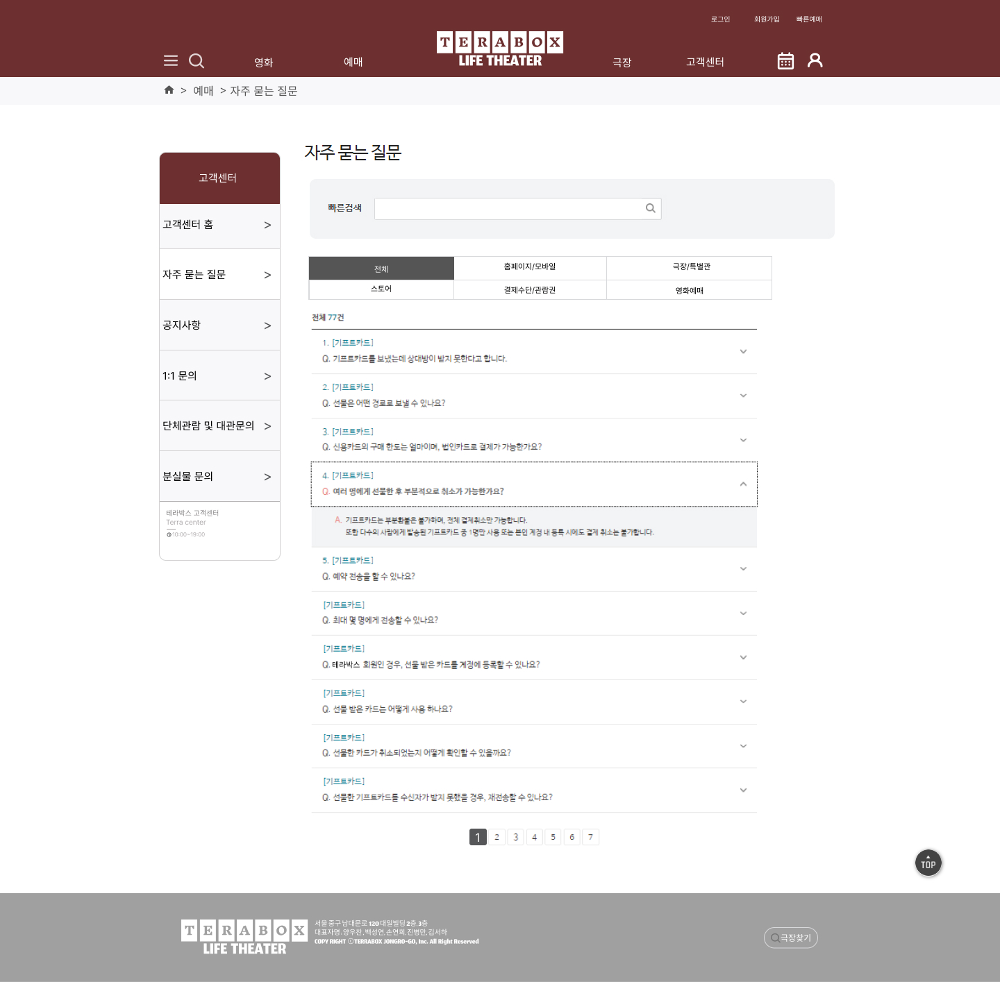 로그인 회원가입 빠른예매
TERABOX
LIFE THEATER
영화 예매 극장 고객센터
> 예매 > 자주 묻는 질문
자주 묻는 질문
고객센터
고객센터 홈 >
자주 묻는 질문 >
공지사항 >
1:1 문의 >
단체관람 및 대관문의 >
분실물 문의 >
테라박스 고객센터
Terra center
10:00~19:00
빠른검색
전체 홈페이지/모바일 극장/특별관
스토어 결제수단/관람권 영화예매
전체 77건
1. [기프트카드]
Q. 기프트카드를 보냈는데 상대방이 받지 못한다고 합니다.
2. [기프트카드]
Q. 선물은 어떤 경로로 보낼 수 있나요?
3. [기프트카드]
Q. 신용카드의 구매 한도는 얼마이며, 법인카드로 결제가 가능한가요?
4. [기프트카드]
Q. 여러 명에게 선물한 후 부분적으로 취소가 가능한가요?
A. 기프트카드는 부분환불은 불가하며, 전체 결제취소만 가능합니다.
또한 다수의 사람에게 발송된 기프트카드 중 1명만 사용 또는 본인 계정 내 등록 시에도 결제 취소는 불가합니다.
5. [기프트카드]
Q. 예약 전송을 할 수 있나요?
[기프트카드]
Q. 최대 몇 명에게 전송할 수 있나요?
[기프트카드]
Q. 테라박스 회원인 경우, 선물 받은 카드를 계정에 등록할 수 있나요?
[기프트카드]
Q. 선물 받은 카드는 어떻게 사용 하나요?
[기프트카드]
Q. 선물한 카드가 취소되었는지 어떻게 확인할 수 있을까요?
[기프트카드]
Q. 선물한 기프트카드를 수신자가 받지 못했을 경우, 재전송할 수 있나요?
1 2 3 4 5 6 7
TOP
TERABOX
LIFE THEATER
서울 중구 남대문로 120 대일빌딩 2층, 3층
대표자명: 양우찬, 백성연, 손연희, 진병만, 김서하
COPY RIGHT ⓒTERRABOX JONGRO-GO, Inc. All Right Reserved
극장찾기